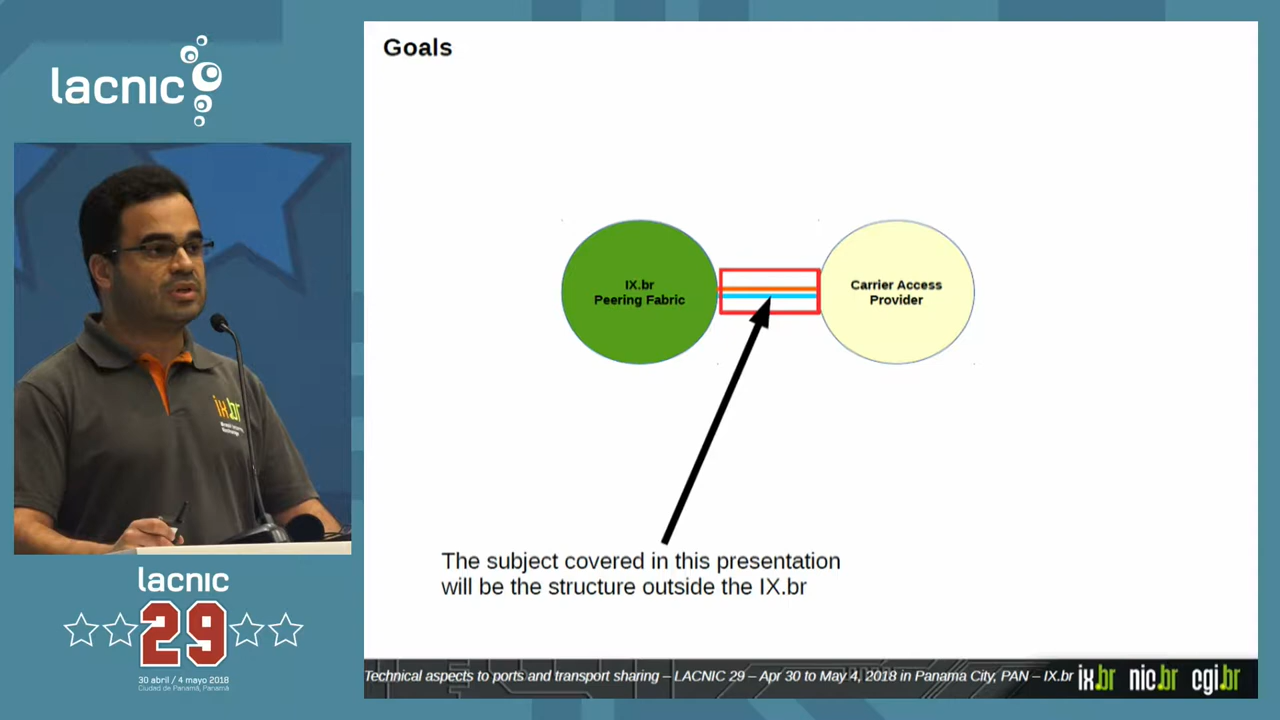 lacnic
Goals
IX.br
Peering Fabric
Carrier Access
Provider
The subject covered in this presentation
will be the structure outside the IX.br
ix.br
lacnic
29
30 abril / 4 mayo 2018
Ciudad de Panamá, Panamá
Technical aspects to ports and transport sharing – LACNIC 29 – Apr 30 to May 4, 2018 in Panama City, PAN – IX.br
ix.br nic.br cgi.br